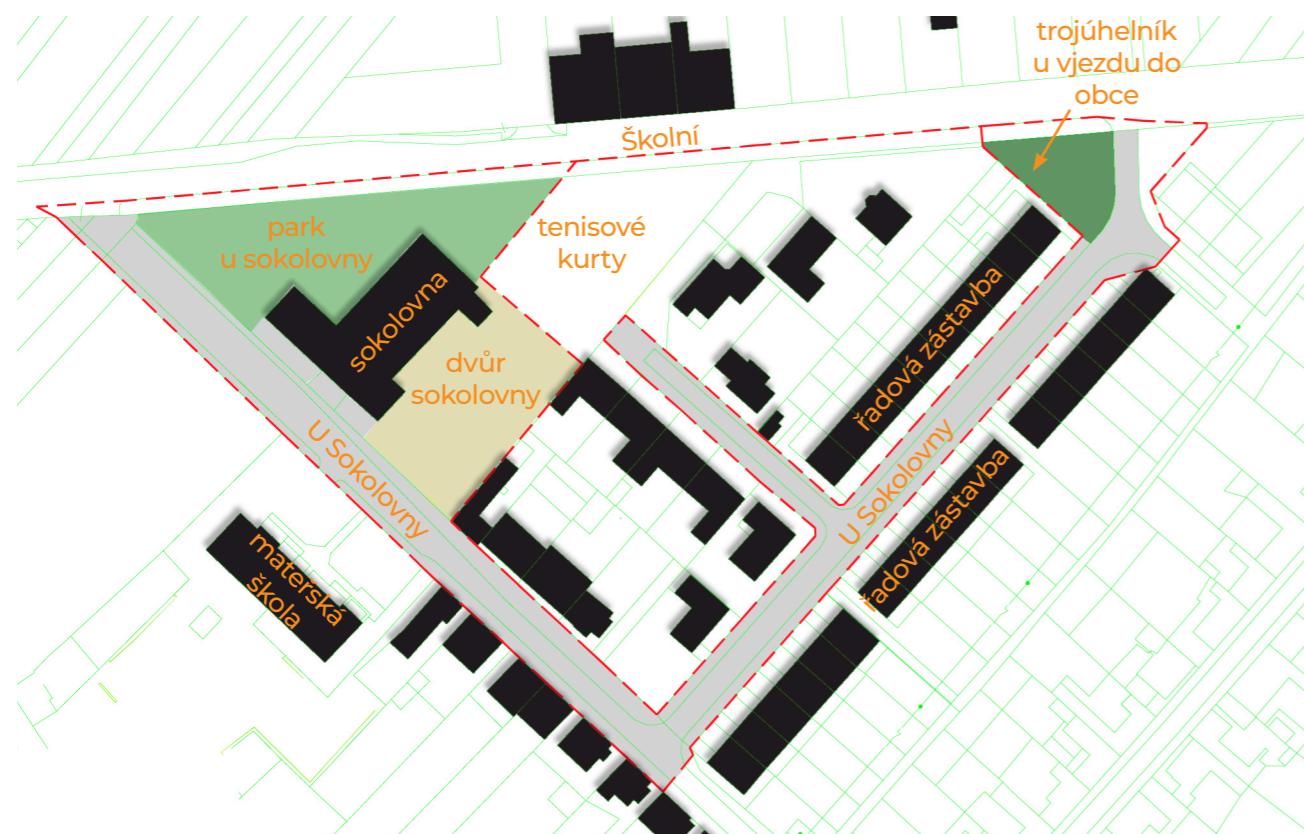 trojúhelník
u vjezdu do
obce
Školní
park
u sokolovny
tenisové
kurty
sokolovna
dvůr
sokolovny
řadová zástavba
U Sokolovny
U Sokolovny
řadová zástavba
materská
škola